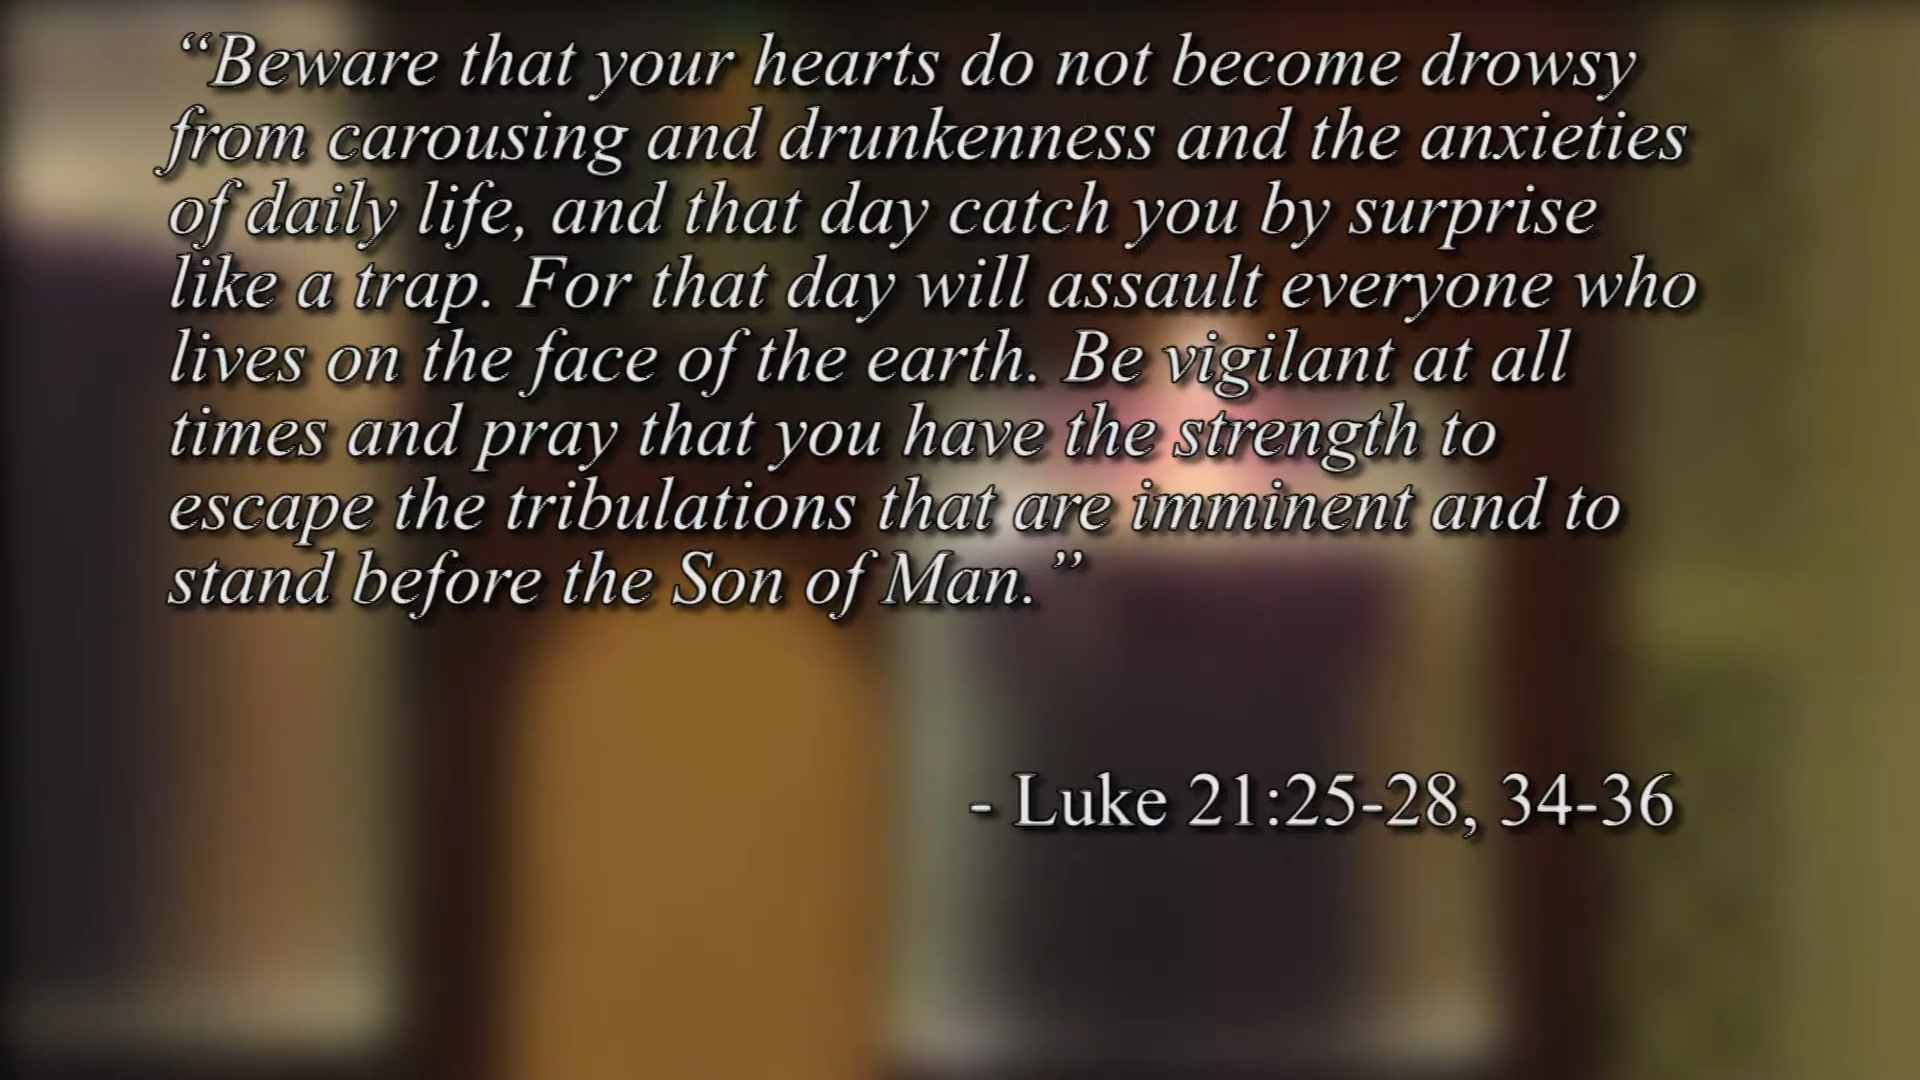 “Beware that your hearts do not become drowsy
from carousing and drunkenness and the anxieties
of daily life, and that day catch you by surprise
like a trap. For that day will assault everyone who
lives on the face of the earth. Be vigilant at all
times and pray that you have the strength to
escape the tribulations that are imminent and to
stand before the Son of Man.”
- Luke 21:25-28, 34-36